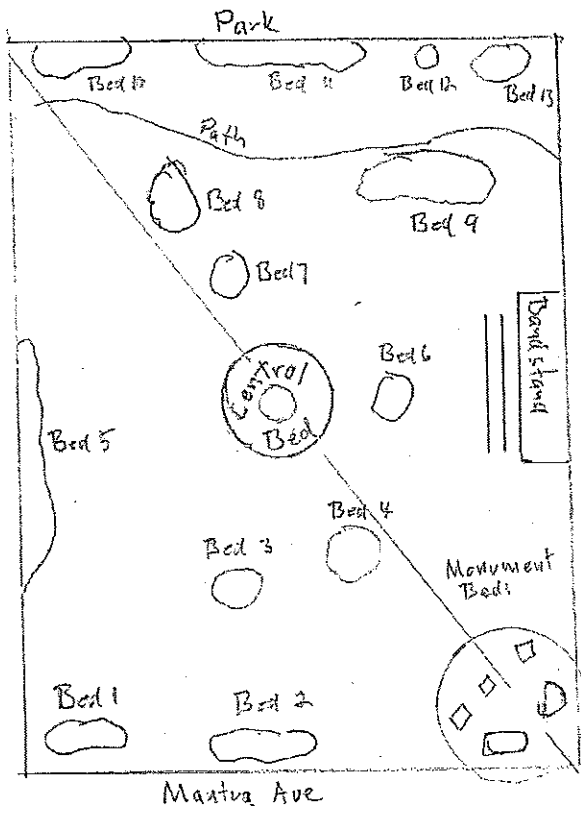 Park
Bed 10
Bed 11
Bed 12
Bed 13
Path
Bed 8
Bed 9
Bed 7
Bandstand
Bed 6
Central
Bed
Bed 5
Bed 4
Bed 3
Monument
Beds
Bed 1
Bed 2
Mantua Ave